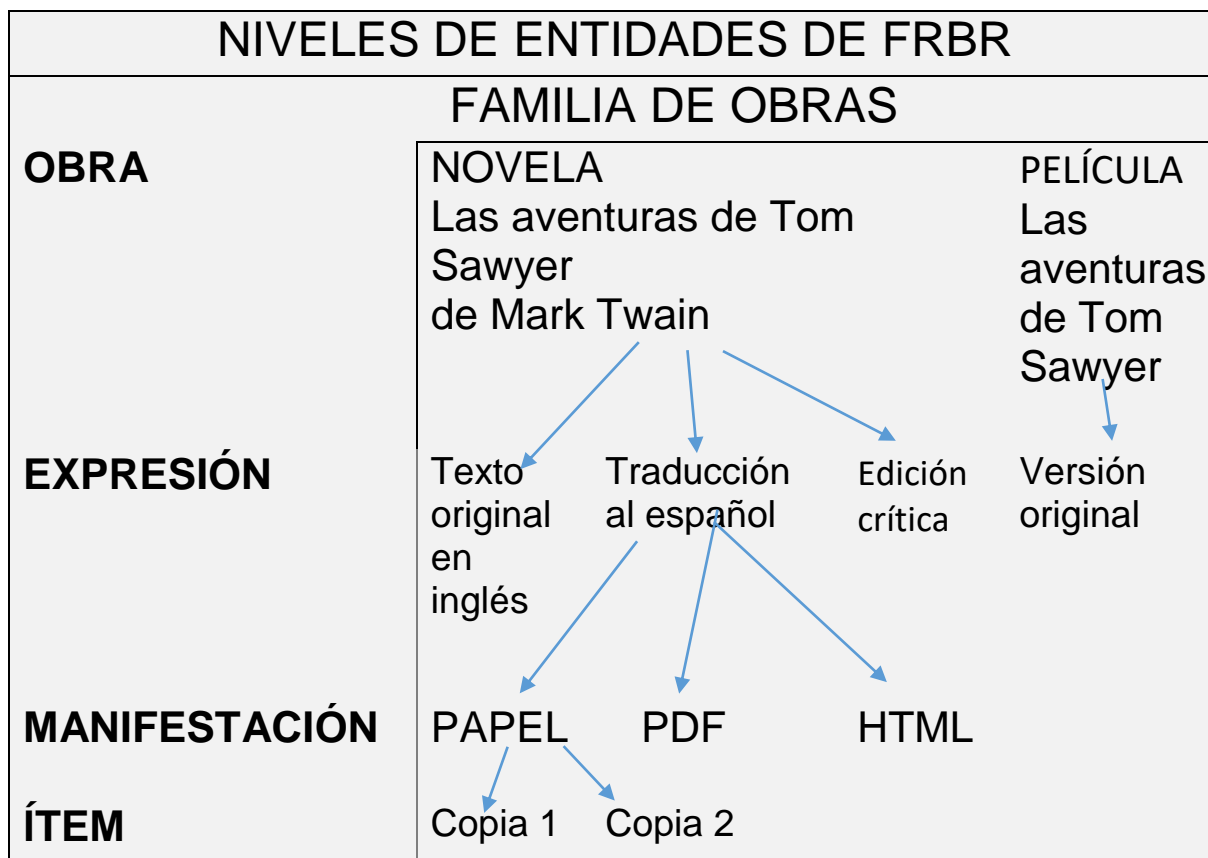 NIVELES DE ENTIDADES DE FRBR
FAMILIA DE OBRAS
OBRA
NOVELA
Las aventuras de Tom
Sawyer
de Mark Twain
PELÍCULA
Las
aventuras
de Tom
Sawyer
EXPRESIÓN
Texto
original
en
inglés
Traducción
al español
Edición
crítica
Versión
original
MANIFESTACIÓN
PAPEL
PDF
HTML
ÍTEM
Copia 1
Copia 2